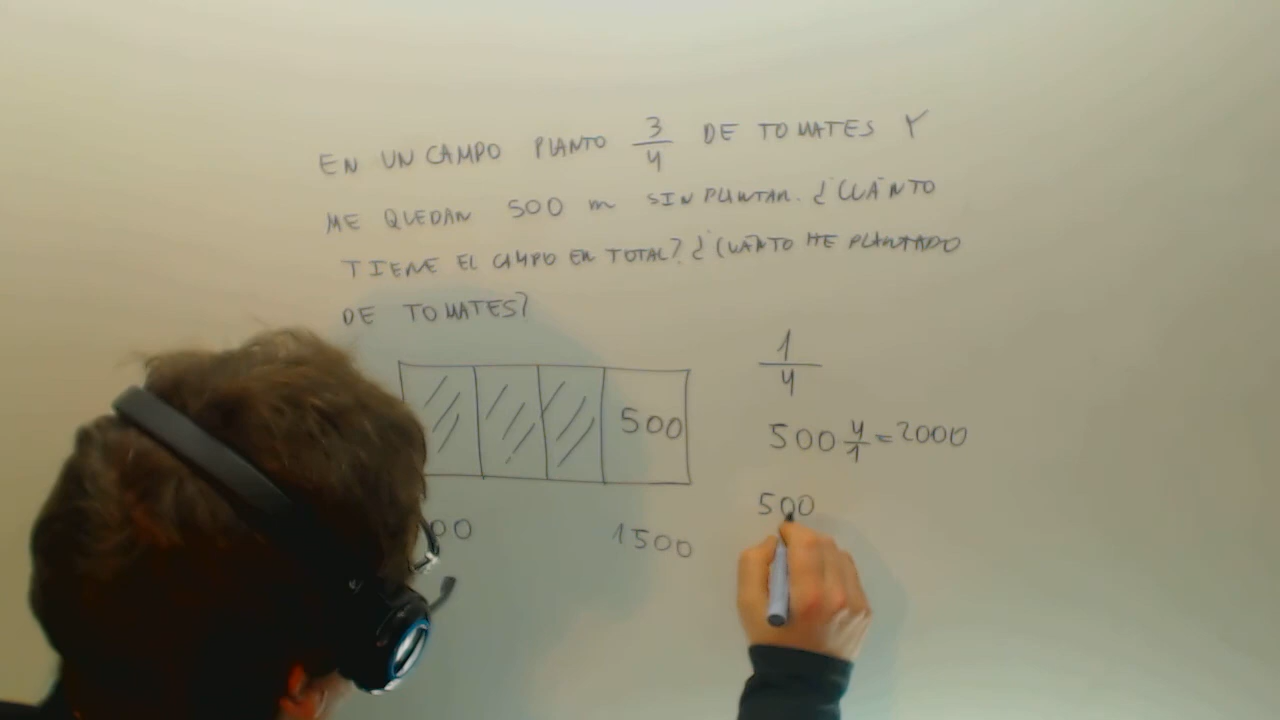 EN UN CAMPO PLANTO 3/4 DE TOMATES Y
ME QUEDAN 500 m SIN PLANTAR. ¿CUÁNTO
TIENE EL CAMPO EN TOTAL? ¿CUÁNTO HE PLANTADO
DE TOMATES?
1/4
500
500 4/1 = 2000
500
00
1500